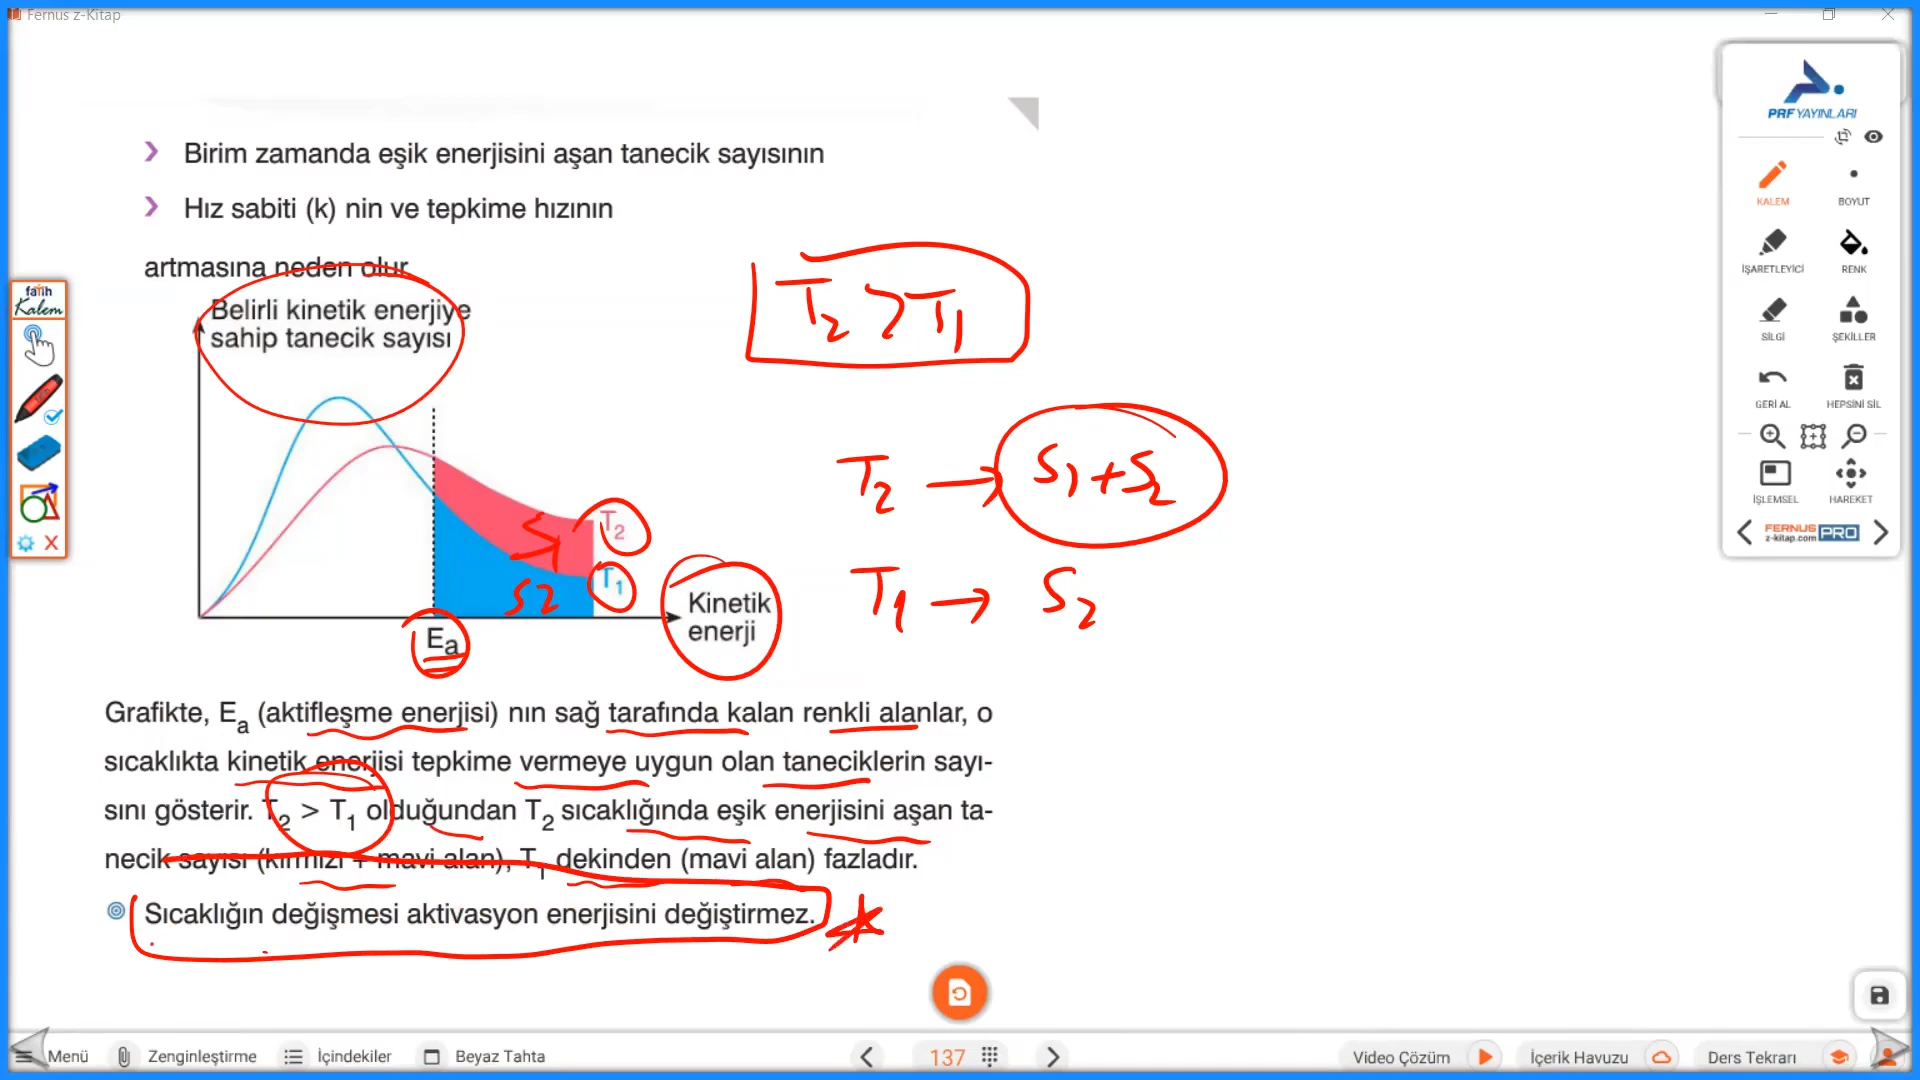 Fernus z-Kitap
Birim zamanda eşik enerjisini aşan tanecik sayısının
Hız sabiti (k) nin ve tepkime hızının
artmasına neden olur
Belirli kinetik enerjiye
sahip tanecik sayısı
T2 > T1
T2 → S1+S2
T1 → S2
S1
S2
T2
T1
Kinetik
enerji
Ea
Grafikte, Ea (aktifleşme enerjisi) nın sağ tarafında kalan renkli alanlar, o
sıcaklıkta kinetik enerjisi tepkime vermeye uygun olan taneciklerin sayı-
sını gösterir. T2 > T1 olduğundan T2 sıcaklığında eşik enerjisini aşan ta-
necik sayısı (kırmızı + mavi alan), T1 dekinden (mavi alan) fazladır.
Sıcaklığın değişmesi aktivasyon enerjisini değiştirmez.
fatih
Kalem
PRF YAYINLARI
KALEM
BOYUT
İŞARETLEYİCİ
RENK
SİLGİ
ŞEKİLLER
GERİ AL
HEPSİNİ SİL
İŞLEMSEL
HAREKET
FERNUS
z-kitap.com
PRO
Menü
Zenginleştirme
İçindekiler
Beyaz Tahta
137
Video Çözüm
İçerik Havuzu
Ders Tekrarı